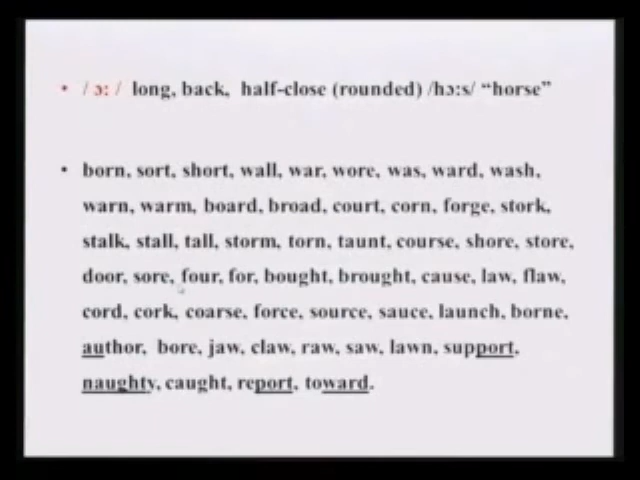 • / ɔ: / long, back, half-close (rounded) /hɔ:s/ “horse”
• born, sort, short, wall, war, wore, was, ward, wash,
warn, warm, board, broad, court, corn, forge, stork,
stalk, stall, tall, storm, torn, taunt, course, shore, store,
door, sore, four, for, bought, brought, cause, law, flaw,
cord, cork, coarse, force, source, sauce, launch, borne,
author, bore, jaw, claw, raw, saw, lawn, support,
naughty, caught, report, toward.